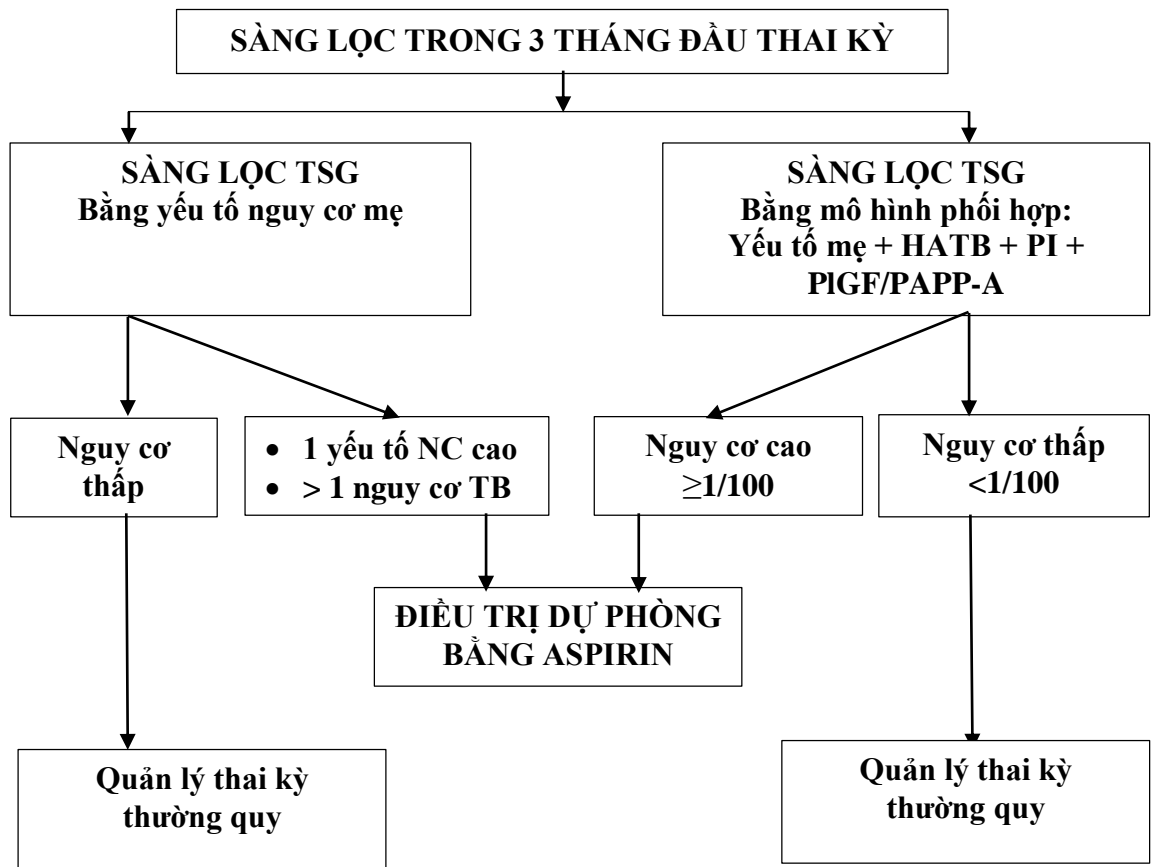 SÀNG LỌC TRONG 3 THÁNG ĐẦU THAI KỲ
SÀNG LỌC TSG
Bằng yếu tố nguy cơ mẹ
SÀNG LỌC TSG
Bằng mô hình phối hợp:
Yếu tố mẹ + HATB + PI +
PlGF/PAPP-A
Nguy cơ
thấp
• 1 yếu tố NC cao
• > 1 nguy cơ TB
Nguy cơ cao
≥1/100
Nguy cơ thấp
<1/100
ĐIỀU TRỊ DỰ PHÒNG
BẰNG ASPIRIN
Quản lý thai kỳ
thường quy
Quản lý thai kỳ
thường quy